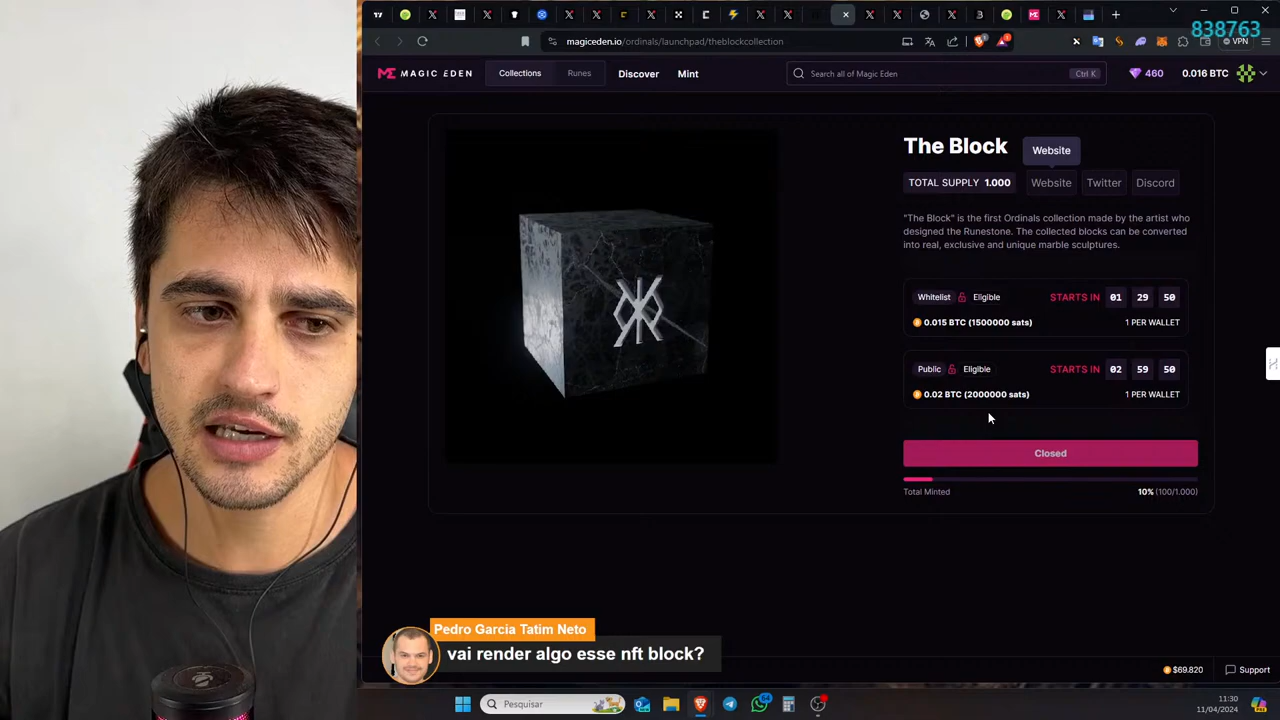 838763
magiceden.io/ordinals/launchpad/theblockcollection
VPN
MAGIC EDEN
Collections
Runes
Discover
Mint
Search all of Magic Eden
Ctrl K
460
0.016 BTC
The Block
Website
TOTAL SUPPLY 1.000
Website
Twitter
Discord
"The Block" is the first Ordinals collection made by the artist who
designed the Runestone. The collected blocks can be converted
into real, exclusive and unique marble sculptures.
Whitelist
Eligible
STARTS IN
01
29
50
0.015 BTC (1500000 sats)
1 PER WALLET
Public
Eligible
STARTS IN
02
59
50
0.02 BTC (2000000 sats)
1 PER WALLET
Closed
Total Minted
10% (100/1.000)
Pedro Garcia Tatim Neto
vai render algo esse nft block?
$69.820
Support
Pesquisar
11:30
11/04/2024